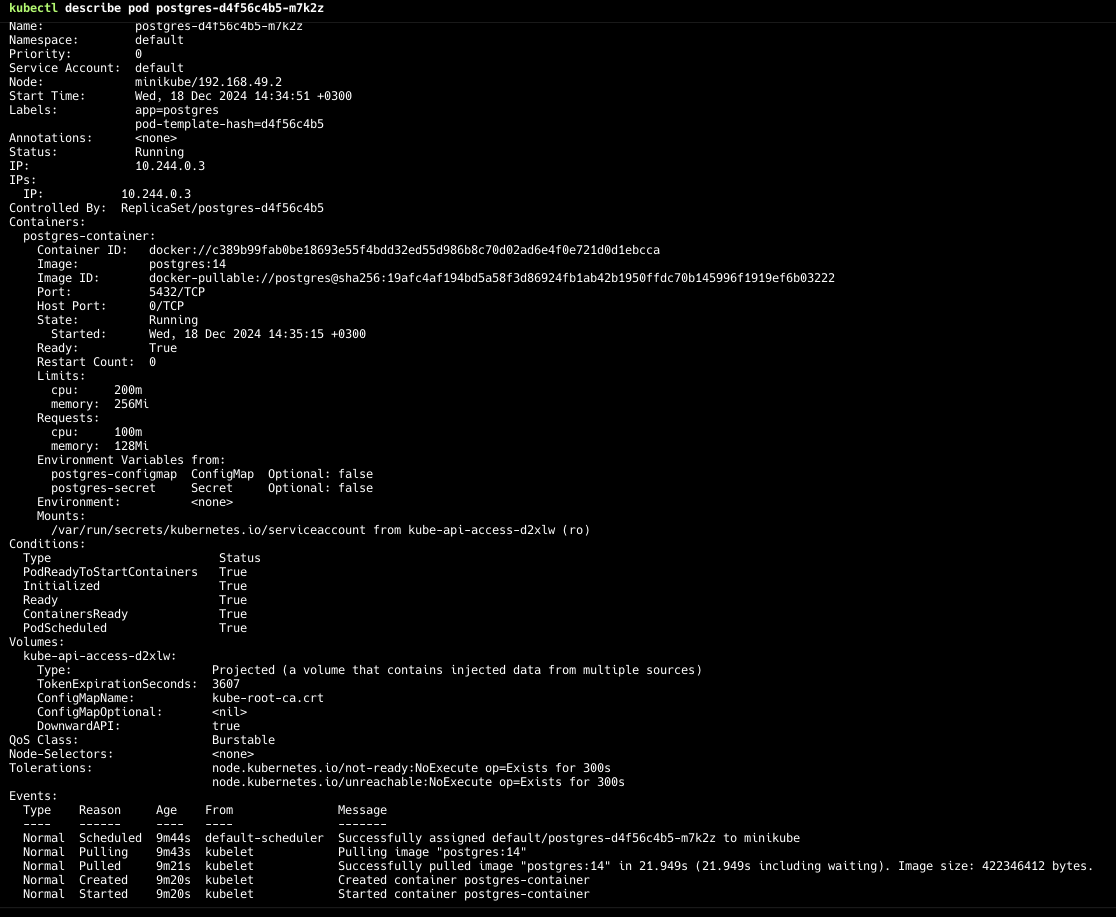 kubectl describe pod postgres-d4f56c4b5-m7k2z
Name:             postgres-d4f56c4b5-m7k2z
Namespace:        default
Priority:         0
Service Account:  default
Node:             minikube/192.168.49.2
Start Time:       Wed, 18 Dec 2024 14:34:51 +0300
Labels:           app=postgres
                  pod-template-hash=d4f56c4b5
Annotations:      <none>
Status:           Running
IP:               10.244.0.3
IPs:
  IP:           10.244.0.3
Controlled By:  ReplicaSet/postgres-d4f56c4b5
Containers:
  postgres-container:
    Container ID:   docker://c389b99fab0be18693e55f4bdd32ed55d986b8c70d02ad6e4f0e721d0d1ebcca
    Image:          postgres:14
    Image ID:       docker-pullable://postgres@sha256:19afc4af194bd5a58f3d86924fb1ab42b1950ffdc70b145996f1919ef6b03222
    Port:           5432/TCP
    Host Port:      0/TCP
    State:          Running
      Started:      Wed, 18 Dec 2024 14:35:15 +0300
    Ready:          True
    Restart Count:  0
    Limits:
      cpu:     200m
      memory:  256Mi
    Requests:
      cpu:     100m
      memory:  128Mi
    Environment Variables from:
      postgres-configmap  ConfigMap  Optional: false
      postgres-secret     Secret     Optional: false
    Environment:          <none>
    Mounts:
      /var/run/secrets/kubernetes.io/serviceaccount from kube-api-access-d2xlw (ro)
Conditions:
  Type                        Status
  PodReadyToStartContainers   True
  Initialized                 True
  Ready                       True
  ContainersReady             True
  PodScheduled                True
Volumes:
  kube-api-access-d2xlw:
    Type:                    Projected (a volume that contains injected data from multiple sources)
    TokenExpirationSeconds:  3607
    ConfigMapName:           kube-root-ca.crt
    ConfigMapOptional:       <nil>
    DownwardAPI:             true
QoS Class:                   Burstable
Node-Selectors:              <none>
Tolerations:                 node.kubernetes.io/not-ready:NoExecute op=Exists for 300s
                             node.kubernetes.io/unreachable:NoExecute op=Exists for 300s
Events:
  Type    Reason     Age    From               Message
  ----    ------     ----   ----               -------
  Normal  Scheduled  9m44s  default-scheduler  Successfully assigned default/postgres-d4f56c4b5-m7k2z to minikube
  Normal  Pulling    9m43s  kubelet            Pulling image "postgres:14"
  Normal  Pulled     9m21s  kubelet            Successfully pulled image "postgres:14" in 21.949s (21.949s including waiting). Image size: 422346412 bytes.
  Normal  Created    9m20s  kubelet            Created container postgres-container
  Normal  Started    9m20s  kubelet            Started container postgres-container